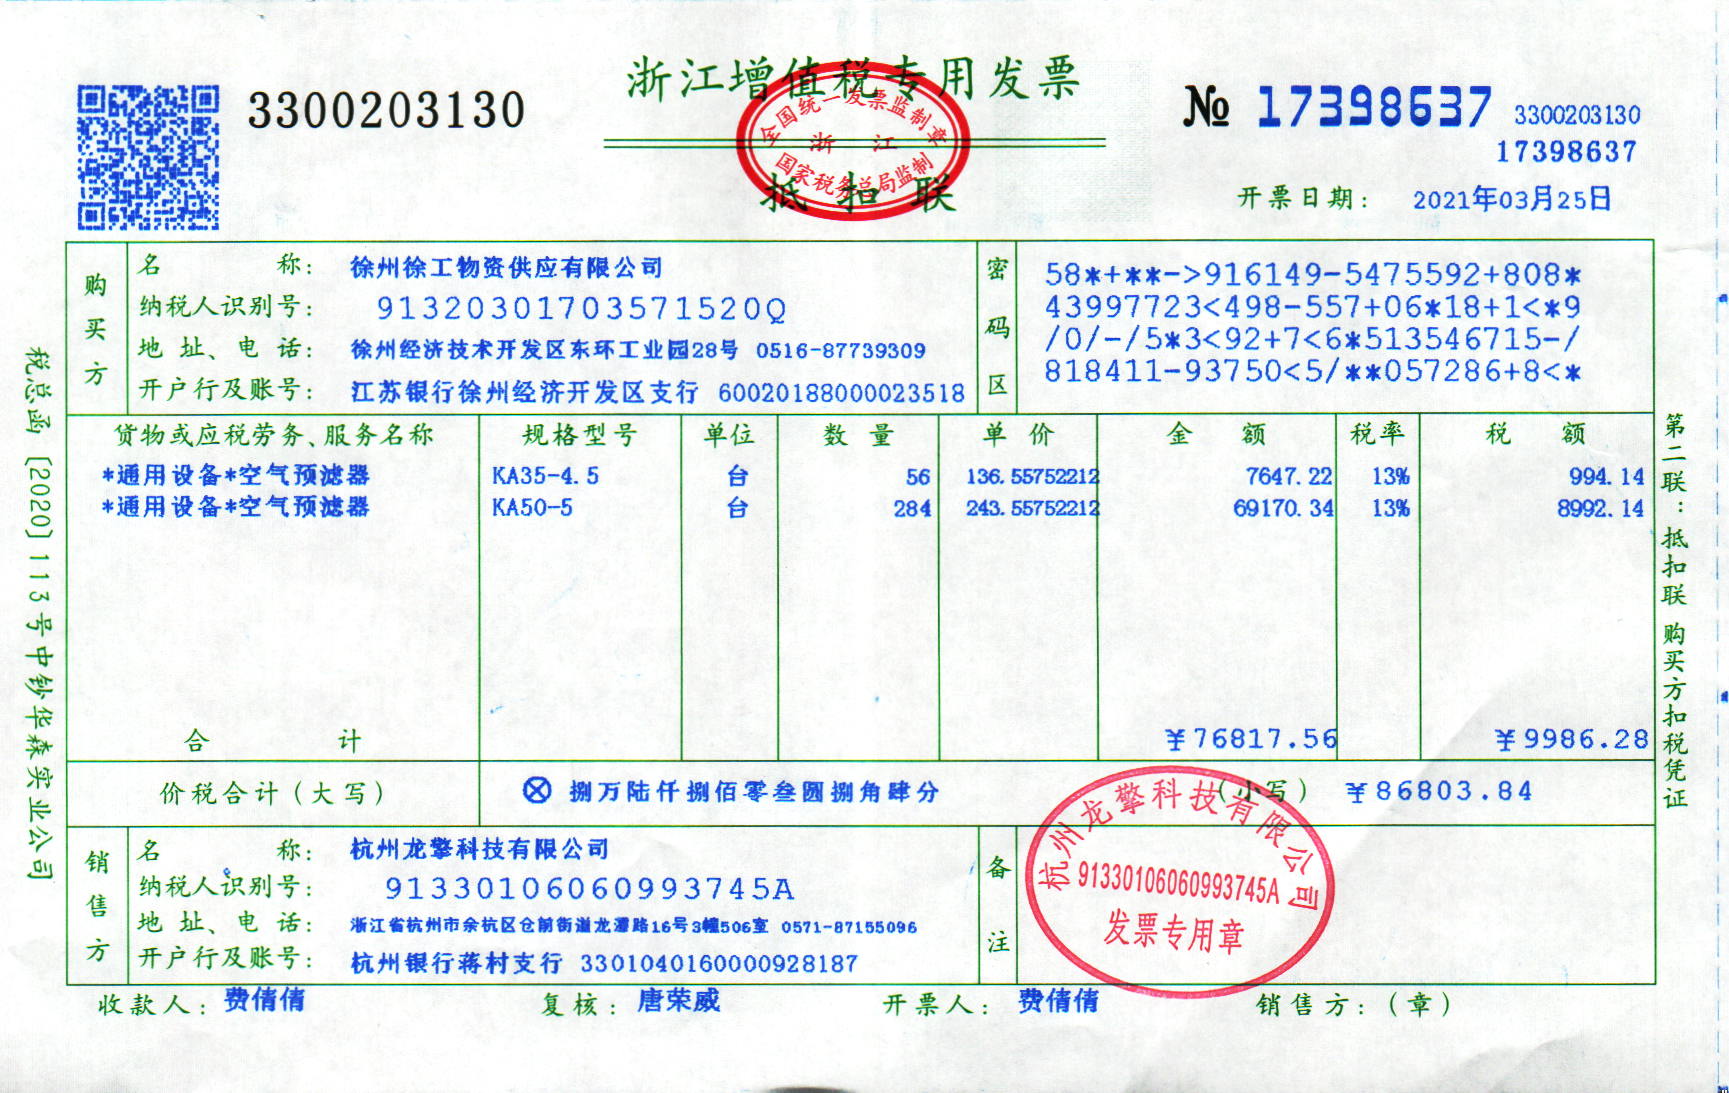 浙江增值税专用发票
3300203130
№ 17398637
3300203130
17398637
全国统一发票监制章
浙 江
国家税务总局监制
抵 扣 联
开票日期: 2021年03月25日
税总函〔2020〕113号中钞华森实业公司
购买方
名 称: 徐州徐工物资供应有限公司
纳税人识别号: 91320301703571520Q
地 址、电 话: 徐州经济技术开发区东环工业园28号 0516-87739309
开户行及账号: 江苏银行徐州经济开发区支行 60020188000023518
密码区
58*+**->916149-5475592+808*
43997723<498-557+06*18+1<*9
/0/-/5*3<92+7<6*513546715-/
818411-93750<5/**057286+8<*
货物或应税劳务、服务名称 规格型号 单位 数 量 单 价 金 额 税率 税 额
*通用设备*空气预滤器 KA35-4.5 台 56 136.55752212 7647.22 13% 994.14
*通用设备*空气预滤器 KA50-5 台 284 243.55752212 69170.34 13% 8992.14
合 计 ¥76817.56 ¥9986.28
价税合计(大写) ⊗ 捌万陆仟捌佰零叁圆捌角肆分 (小写) ¥86803.84
第二联:抵扣联 购买方扣税凭证
销售方
名 称: 杭州龙擎科技有限公司
纳税人识别号: 91330106060993745A
地 址、电 话: 浙江省杭州市余杭区仓前街道龙潭路16号3幢506室 0571-87155096
开户行及账号: 杭州银行蒋村支行 3301040160000928187
备注
杭州龙擎科技有限公司
91330106060993745A
发票专用章
收款人: 费倩倩 复核: 唐荣威 开票人: 费倩倩 销售方:(章)